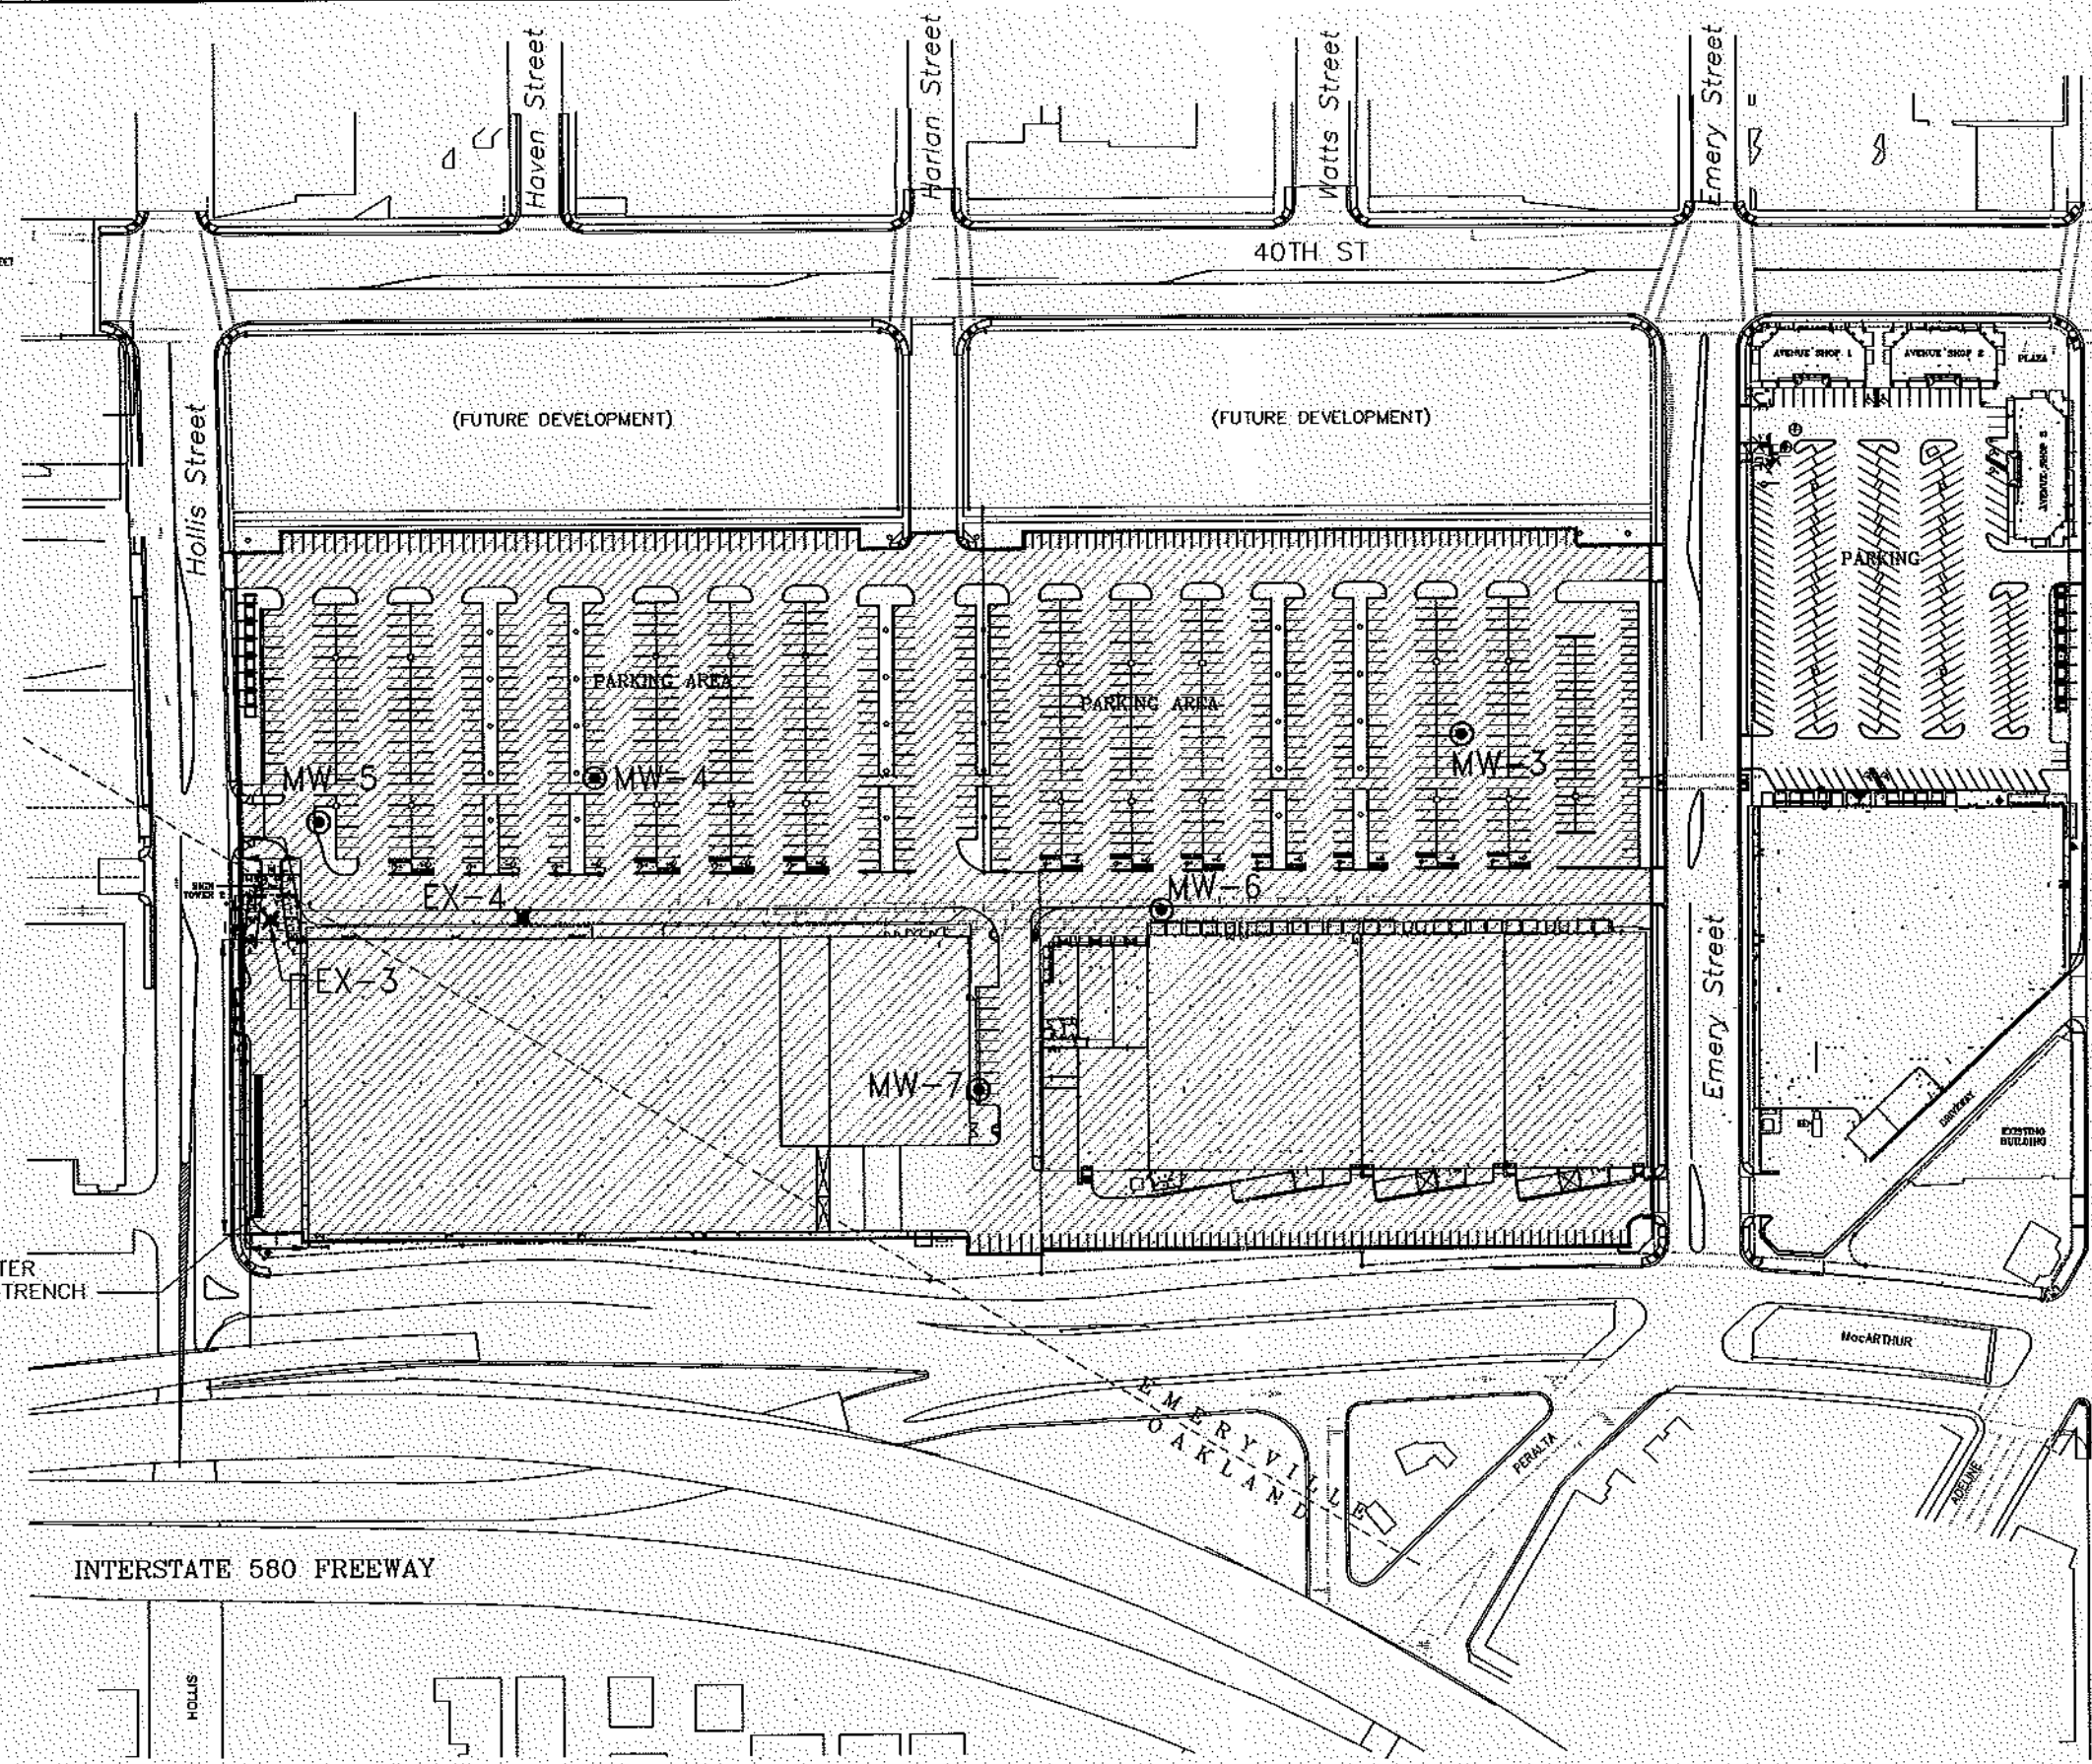 Haven Street
Harlan Street
Watts Street
Emery Street
40TH ST
AVENUE SHOP 1
AVENUE SHOP 2
PLAZA
(FUTURE DEVELOPMENT)
(FUTURE DEVELOPMENT)
Hollis Street
PARKING
PARKING AREA
PARKING AREA
MW-3
MW-5
MW-4
MW-6
EX-4
SIGN
TOWER
EX-3
Emery Street
MW-7
DRIVEWAY
EXISTING
BUILDING
TER
TRENCH
MacARTHUR
EMERYVILLE
OAKLAND
PERALTA
ADELINE
INTERSTATE 580 FREEWAY
HOLLIS